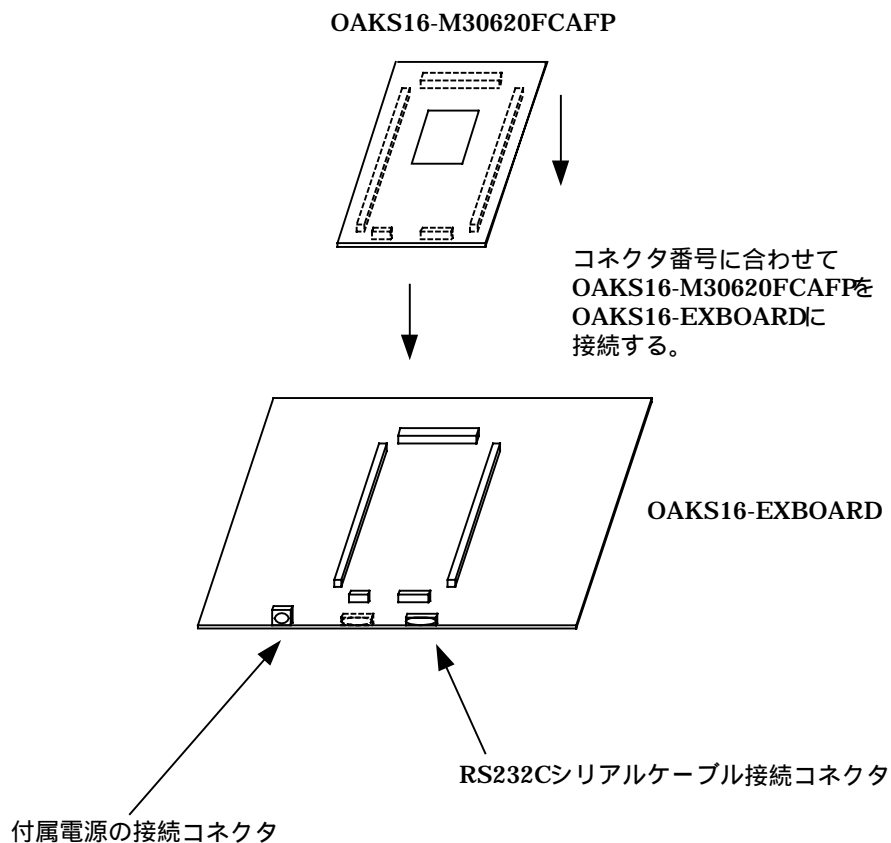 OAKS16-M30620FCAFP
コネクタ番号に合わせて
OAKS16-M30620FCAFPを
OAKS16-EXBOARDに
接続する。
OAKS16-EXBOARD
RS232Cシリアルケーブル接続コネクタ
付属電源の接続コネクタ